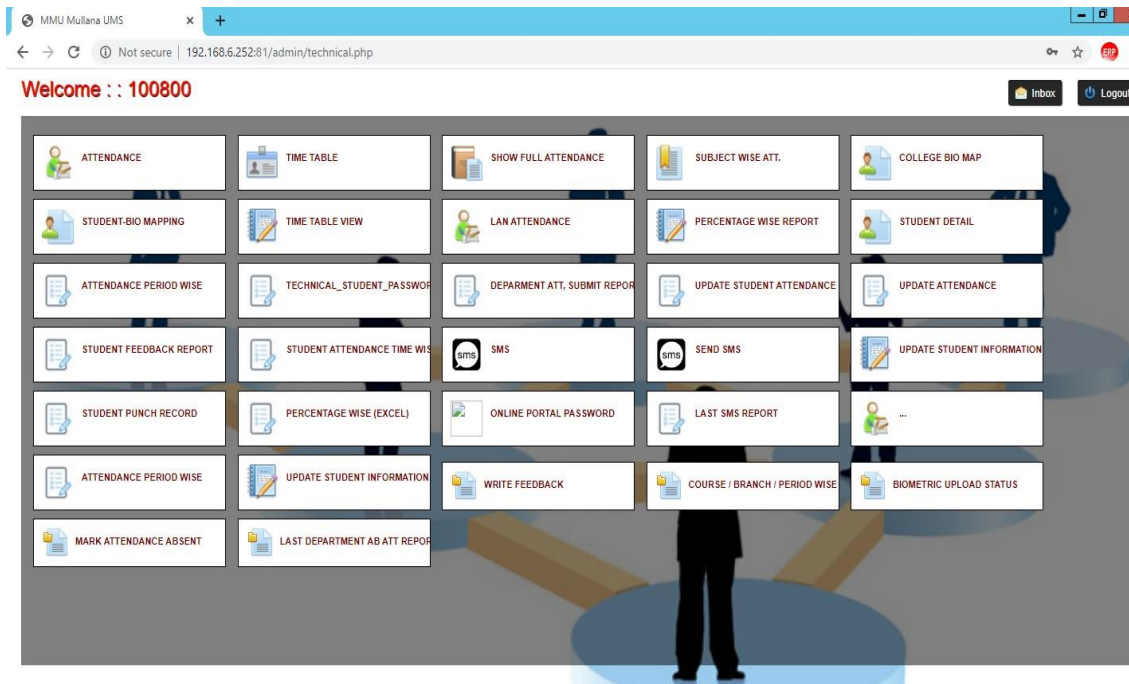 MMU Mullana UMS
Not secure | 192.168.6.252:81/admin/technical.php
ERP
Welcome : : 100800
Inbox
Logout
ATTENDANCE
TIME TABLE
SHOW FULL ATTENDANCE
SUBJECT WISE ATT.
COLLEGE BIO MAP
STUDENT-BIO MAPPING
TIME TABLE VIEW
LAN ATTENDANCE
PERCENTAGE WISE REPORT
STUDENT DETAIL
ATTENDANCE PERIOD WISE
TECHNICAL_STUDENT_PASSWOR
DEPARMENT ATT, SUBMIT REPOR
UPDATE STUDENT ATTENDANCE
UPDATE ATTENDANCE
STUDENT FEEDBACK REPORT
STUDENT ATTENDANCE TIME WIS
sms
SMS
sms
SEND SMS
UPDATE STUDENT INFORMATION
STUDENT PUNCH RECORD
PERCENTAGE WISE (EXCEL)
ONLINE PORTAL PASSWORD
LAST SMS REPORT
...
ATTENDANCE PERIOD WISE
UPDATE STUDENT INFORMATION
WRITE FEEDBACK
COURSE / BRANCH / PERIOD WISE
BIOMETRIC UPLOAD STATUS
MARK ATTENDANCE ABSENT
LAST DEPARTMENT AB ATT REPOR